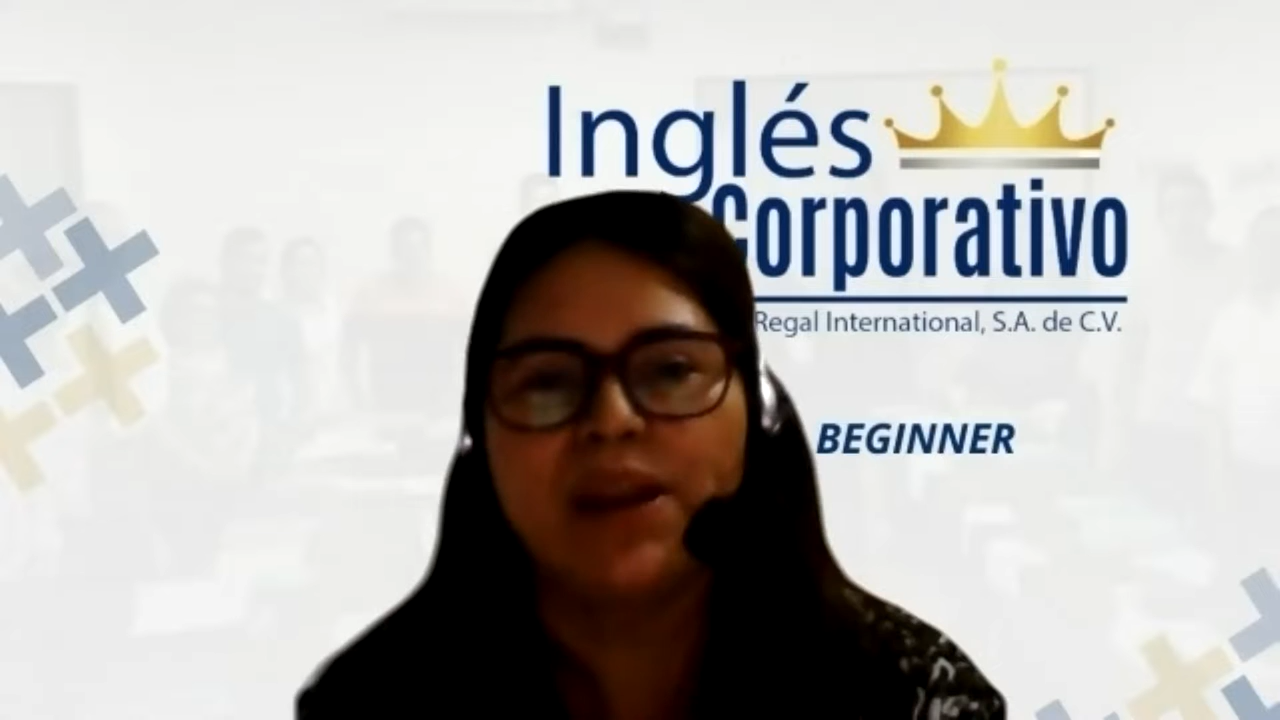 Inglés
Corporativo
Regal International, S.A. de C.V.
BEGINNER